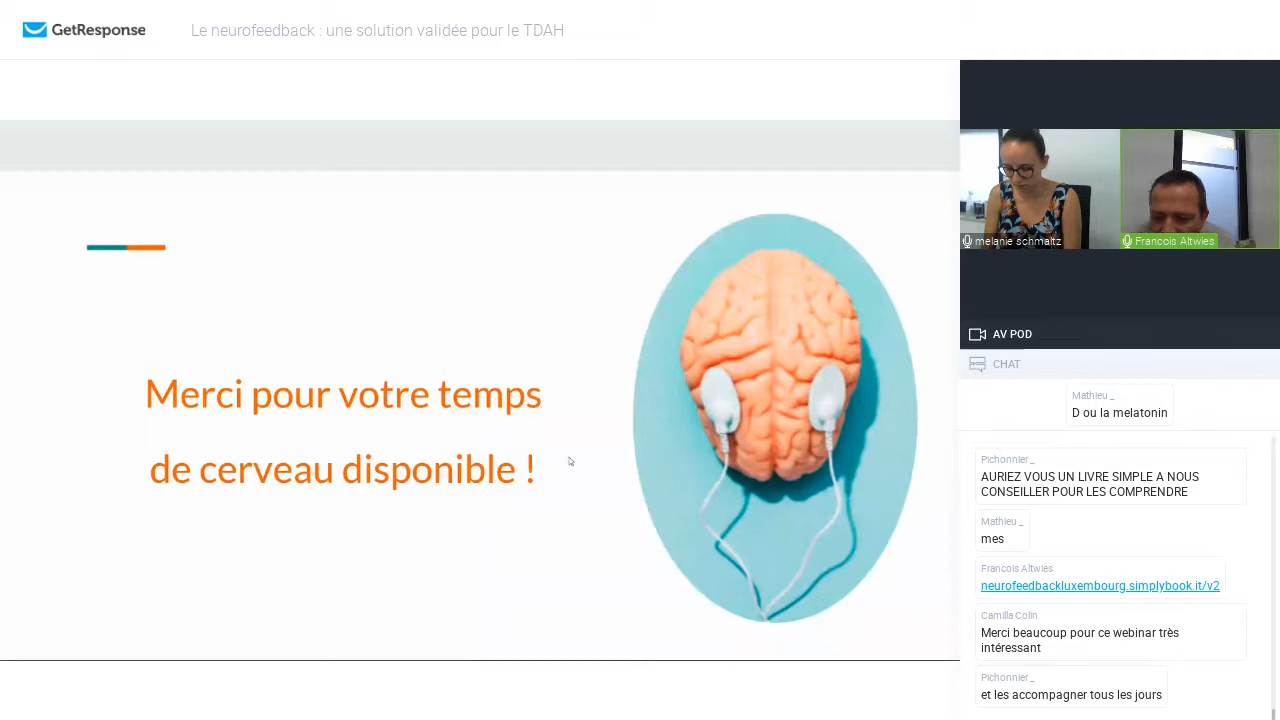 GetResponse
Le neurofeedback : une solution validée pour le TDAH
Merci pour votre temps
de cerveau disponible !
melanie schmaltz
Francois Altwies
AV POD
CHAT
Mathieu _
D ou la melatonin
Pichonnier _
AURIEZ VOUS UN LIVRE SIMPLE A NOUS
CONSEILLER POUR LES COMPRENDRE
Mathieu _
mes
Francois Altwies
neurofeedbackluxembourg.simplybook.it/v2
Camilla Colin
Merci beaucoup pour ce webinar très
intéressant
Pichonnier _
et les accompagner tous les jours